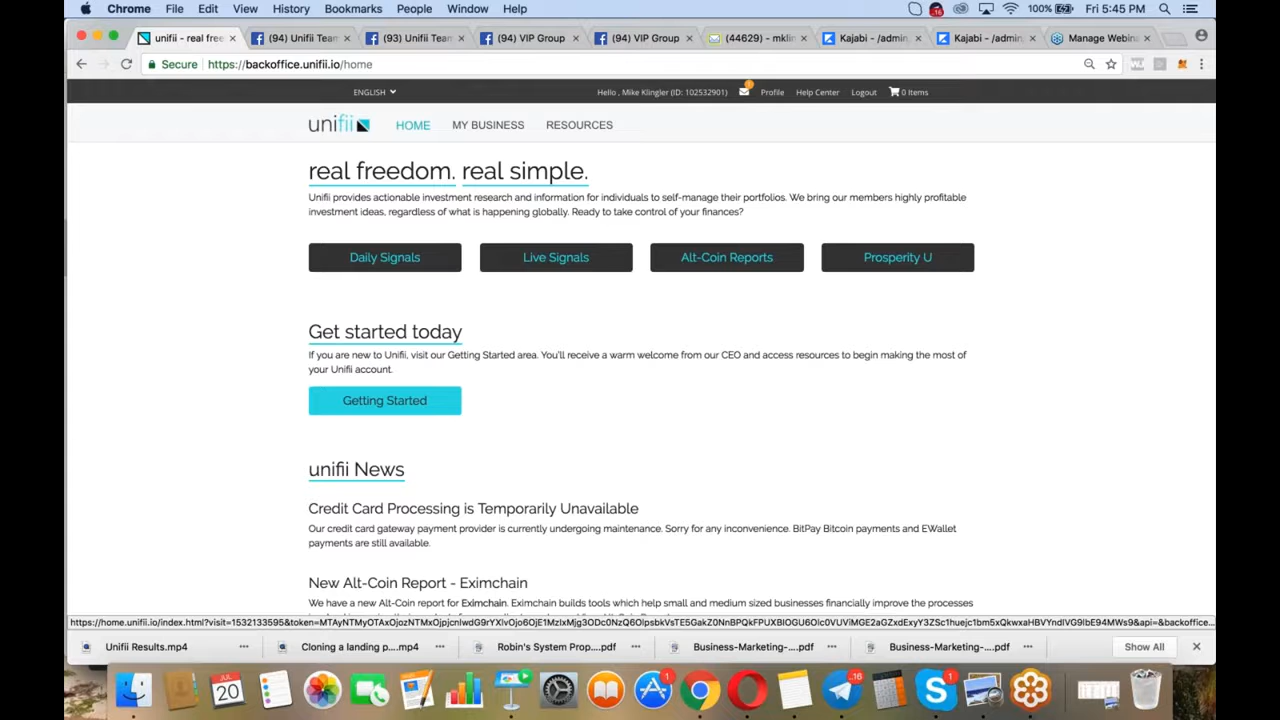 Chrome File Edit View History Bookmarks People Window Help 16 100% Fri 5:45 PM
unifii - real free (94) Unifii Team (93) Unifii Team (94) VIP Group (94) VIP Group (44629) - mklin Kajabi - /admin Kajabi - /admin Manage Webina
Secure https://backoffice.unifii.io/home
ENGLISH Hello , Mike Klingler (ID: 102532901) Profile Help Center Logout 0 Items
unifii HOME MY BUSINESS RESOURCES
real freedom. real simple.
Unifii provides actionable investment research and information for individuals to self-manage their portfolios. We bring our members highly profitable
investment ideas, regardless of what is happening globally. Ready to take control of your finances?
Daily Signals Live Signals Alt-Coin Reports Prosperity U
Get started today
If you are new to Unifii, visit our Getting Started area. You'll receive a warm welcome from our CEO and access resources to begin making the most of
your Unifii account.
Getting Started
unifii News
Credit Card Processing is Temporarily Unavailable
Our credit card gateway payment provider is currently undergoing maintenance. Sorry for any inconvenience. BitPay Bitcoin payments and EWallet
payments are still available.
New Alt-Coin Report - Eximchain
We have a new Alt-coin report for Eximchain. Eximchain builds tools which help small and medium sized businesses financially improve the processes
Unifii Results.mp4 Cloning a landing p....mp4 Robin's System Prop....pdf Business-Marketing-....pdf Business-Marketing-....pdf Show All
JUL 20 1 16 1